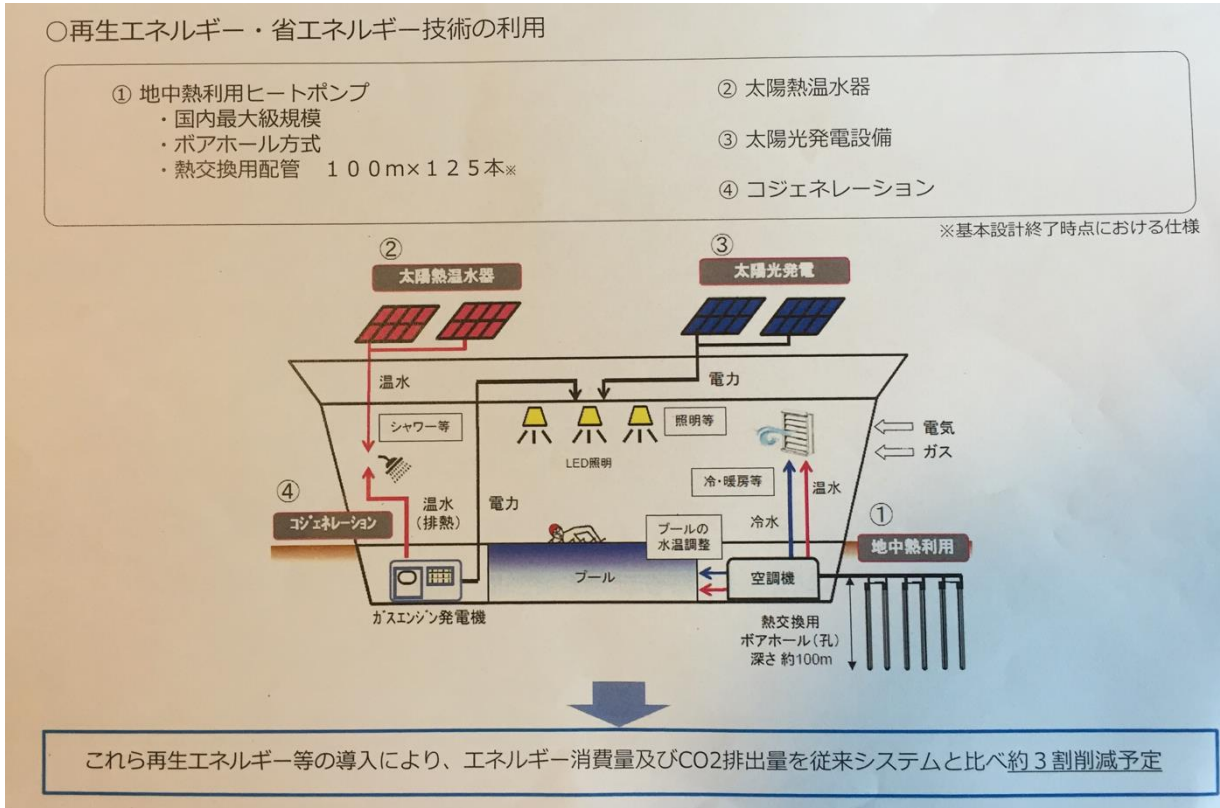 ○再生エネルギー・省エネルギー技術の利用
① 地中熱利用ヒートポンプ
・国内最大級規模
・ボアホール方式
・熱交換用配管　１００ｍ×１２５本※
② 太陽熱温水器
③ 太陽光発電設備
④ コジェネレーション
※基本設計終了時点における仕様
②
太陽熱温水器
③
太陽光発電
温水
電力
シャワー等
照明等
LED照明
電気
ガス
冷・暖房等
温水
④
コジェネレーション
温水
(排熱)
電力
冷水
プールの
水温調整
①
地中熱利用
プール
空調機
ガスエンジン発電機
熱交換用
ボアホール(孔)
深さ 約100m
これら再生エネルギー等の導入により、エネルギー消費量及びCO2排出量を従来システムと比べ約３割削減予定